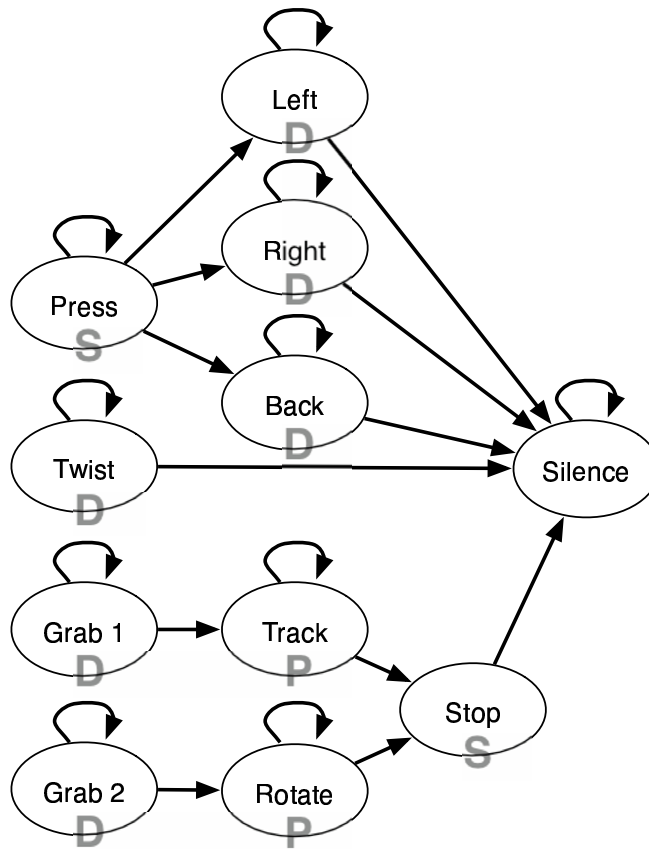 Left
D
Right
D
Press
S
Back
D
Twist
D
Silence
Grab 1
D
Track
P
Stop
S
Grab 2
D
Rotate
P